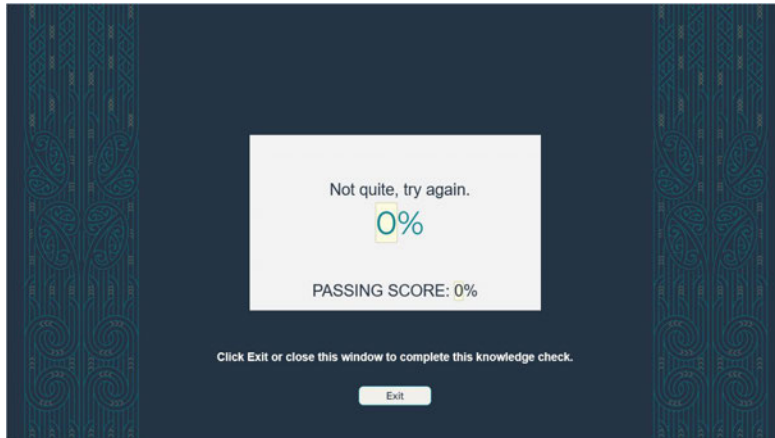 Not quite, try again.
0%
PASSING SCORE: 0%
Click Exit or close this window to complete this knowledge check.
Exit